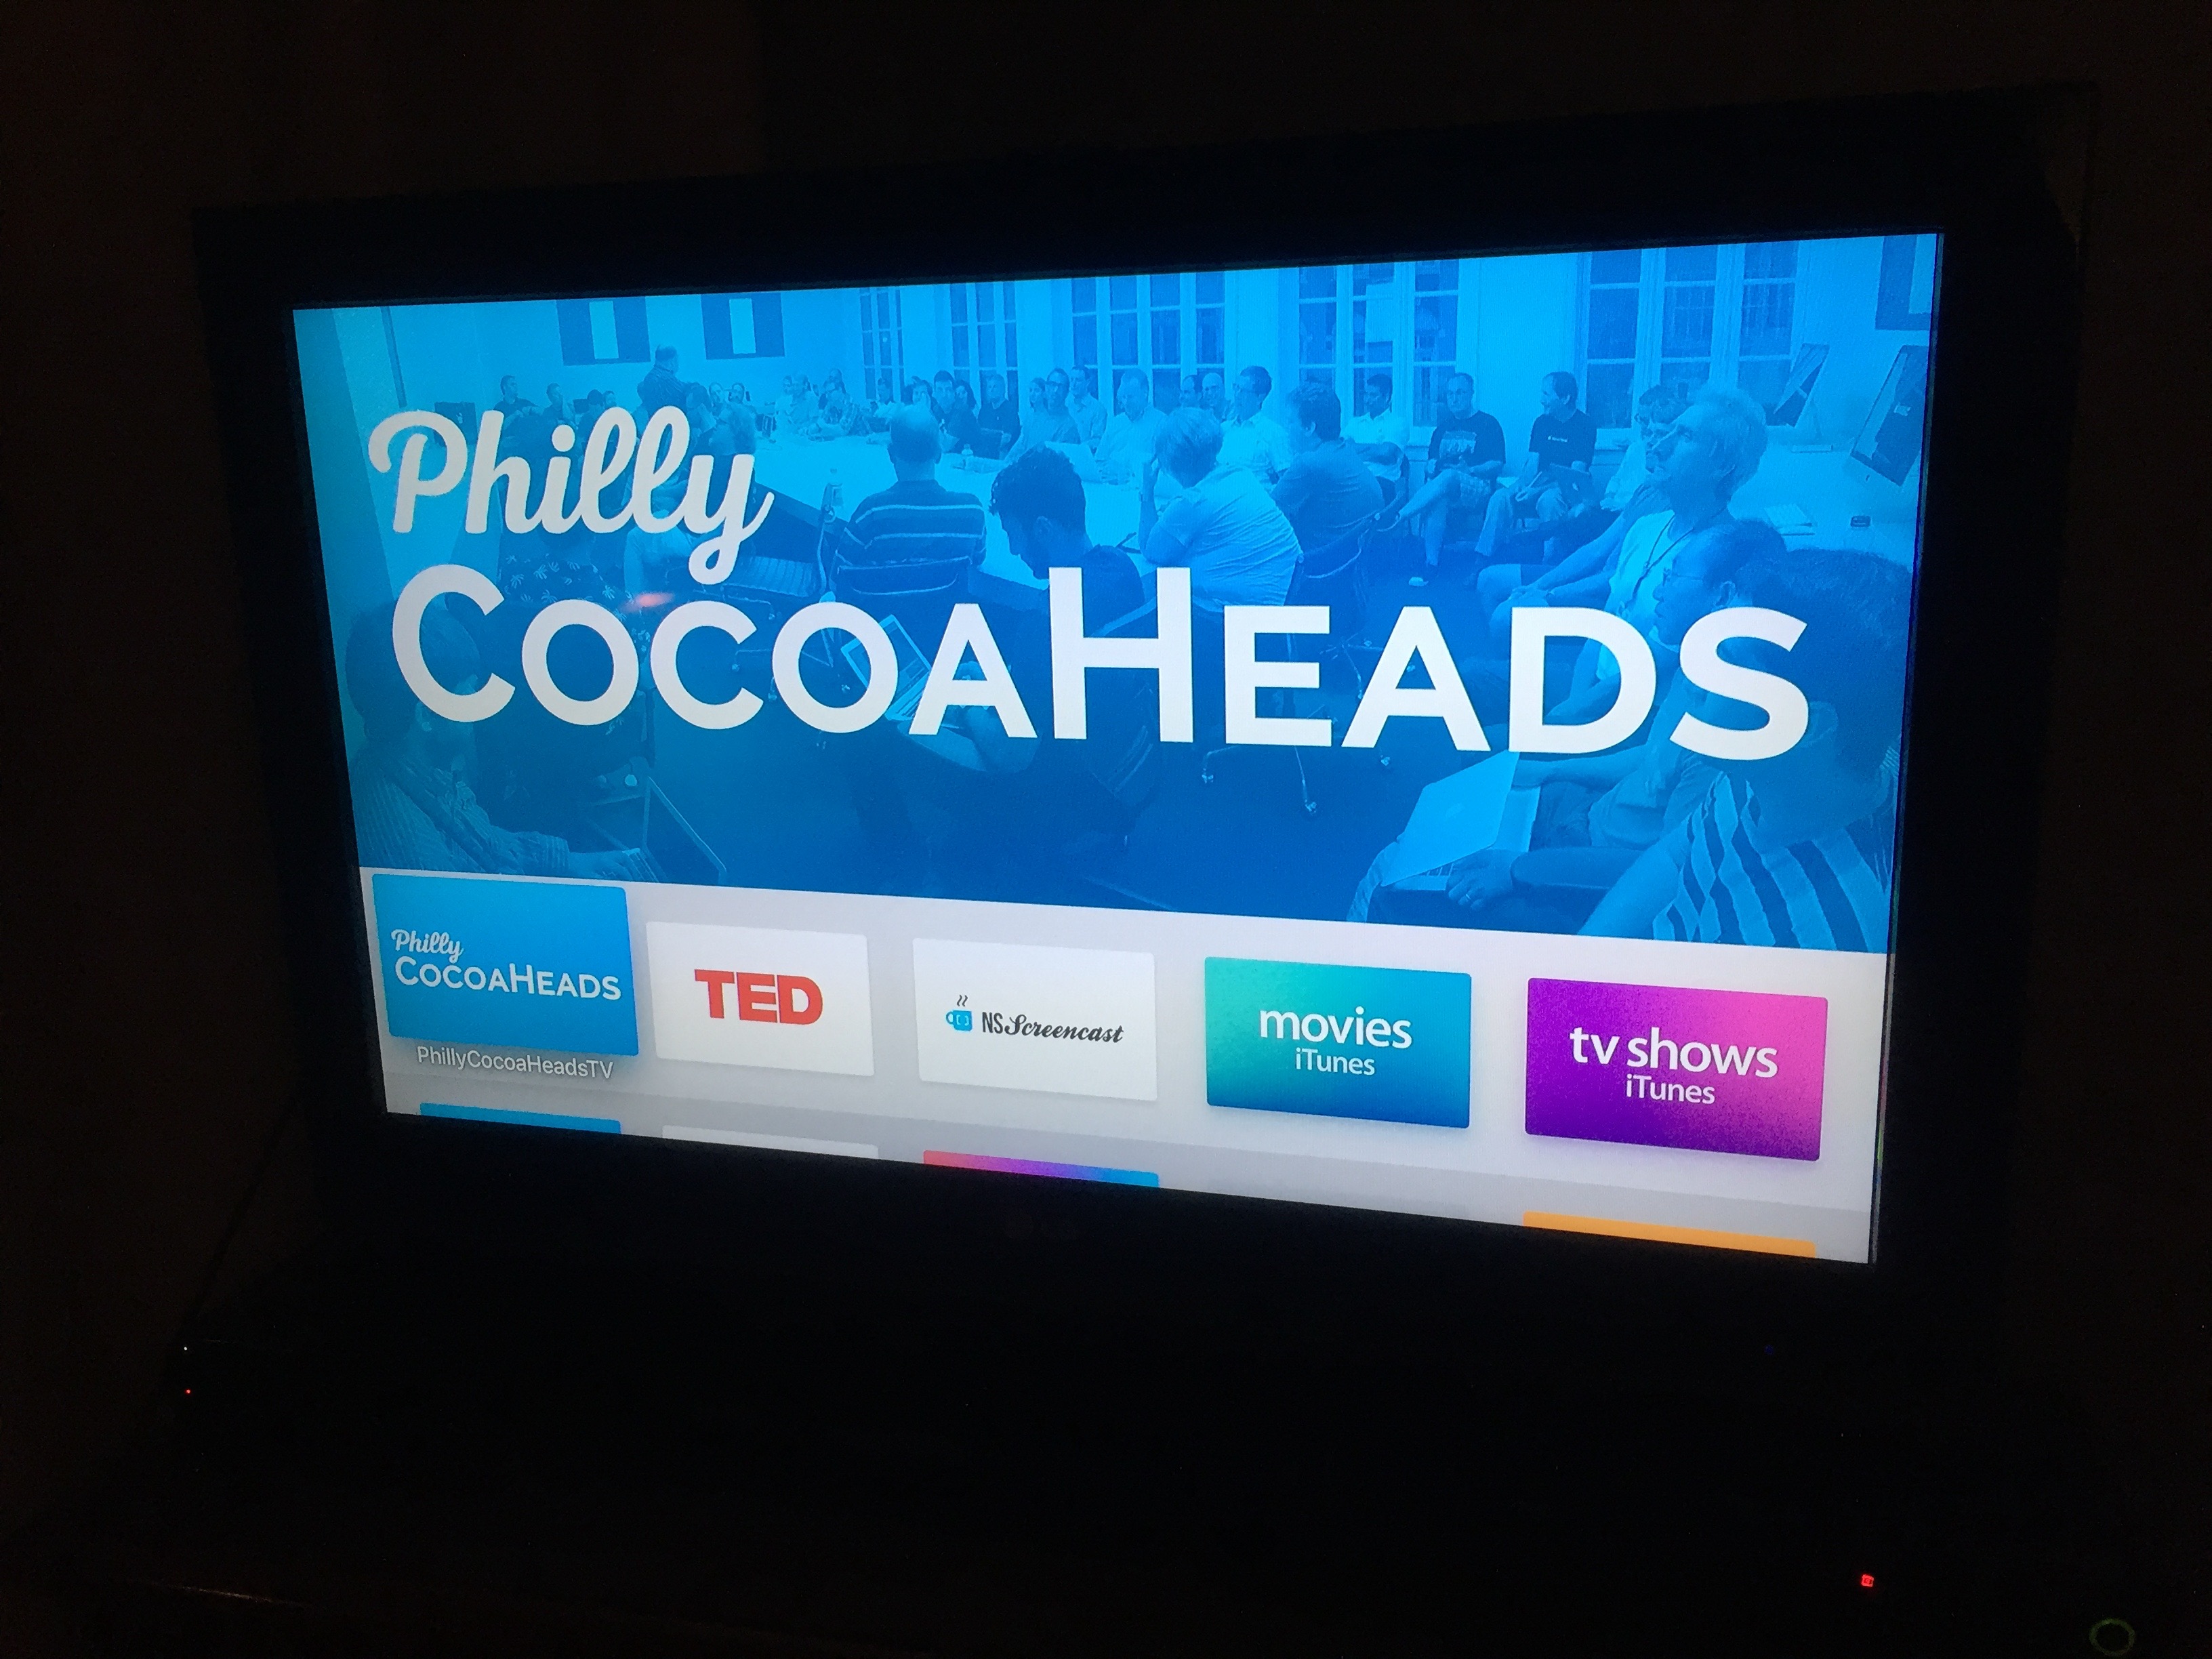 Philly
CocoaHeads
Philly
CocoaHeads
PhillyCocoaHeadsTV
TED
NSScreencast
movies
iTunes
tv shows
iTunes